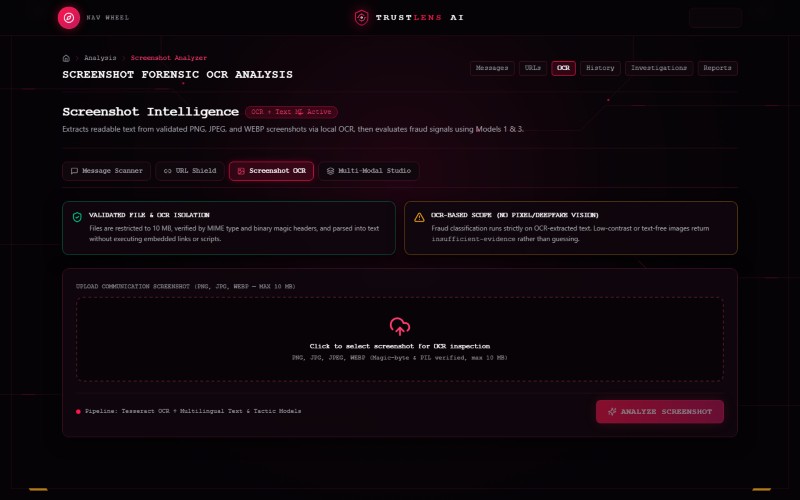 NAV WHEEL
TRUSTLENS AI
Analysis › Screenshot Analyzer
SCREENSHOT FORENSIC OCR ANALYSIS
Messages URLs OCR History Investigations Reports
Screenshot Intelligence
OCR + Text ML Active
Extracts readable text from validated PNG, JPEG, and WEBP screenshots via local OCR, then evaluates fraud signals using Models 1 & 3.
Message Scanner URL Shield Screenshot OCR Multi-Modal Studio
VALIDATED FILE & OCR ISOLATION
Files are restricted to 10 MB, verified by MIME type and binary magic headers, and parsed into text
without executing embedded links or scripts.
OCR-BASED SCOPE (NO PIXEL/DEEPFAKE VISION)
Fraud classification runs strictly on OCR-extracted text. Low-contrast or text-free images return
insufficient-evidence rather than guessing.
UPLOAD COMMUNICATION SCREENSHOT (PNG, JPG, WEBP — MAX 10 MB)
Click to select screenshot for OCR inspection
PNG, JPG, JPEG, WEBP (Magic-byte & PIL verified, max 10 MB)
Pipeline: Tesseract OCR + Multilingual Text & Tactic Models
ANALYZE SCREENSHOT